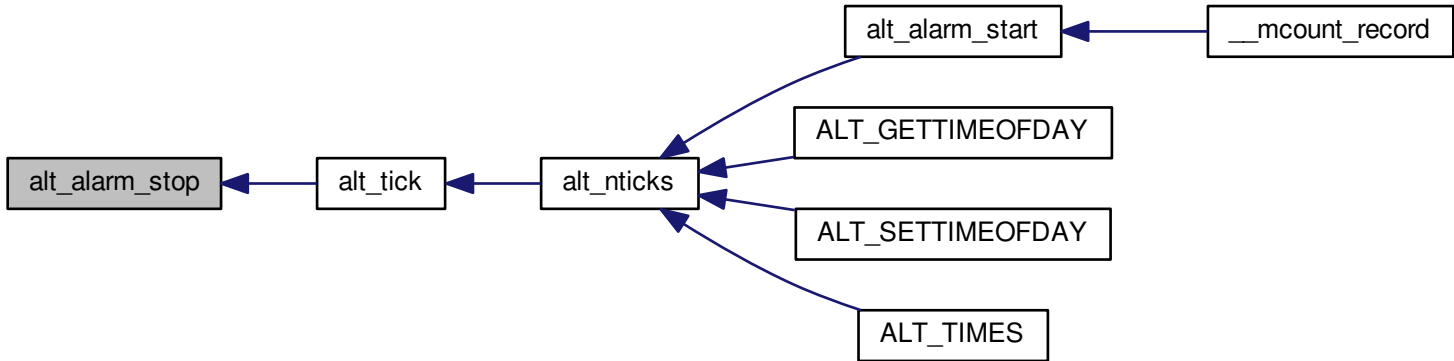 alt_alarm_stop
alt_tick
alt_nticks
alt_alarm_start
__mcount_record
ALT_GETTIMEOFDAY
ALT_SETTIMEOFDAY
ALT_TIMES